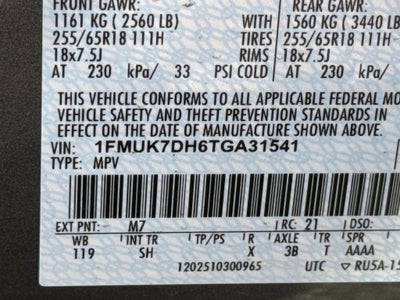 FRONT GAWR: REAR GAWR:
1161 KG ( 2560 LB) WITH 1560 KG ( 3440 LB)
255/65R18 111H TIRES 255/65R18 111H
18x7.5J RIMS 18x7.5J
AT 230 kPa/ 33 PSI COLD AT 230 kPa/
THIS VEHICLE CONFORMS TO ALL APPLICABLE FEDERAL MO
VEHICLE SAFETY AND THEFT PREVENTION STANDARDS
DATE OF MANUFACTURE SHOWN ABOVE.
VIN: 1FMUK7DH6TGA31541
TYPE: MPV
EXT PNT: M7 RC: 21 DSO:
WB INT TR TP/PS R AXLE TR SPR
119 SH X 3B T AAAA
1202510300965 UTC ▽ RU5A-15